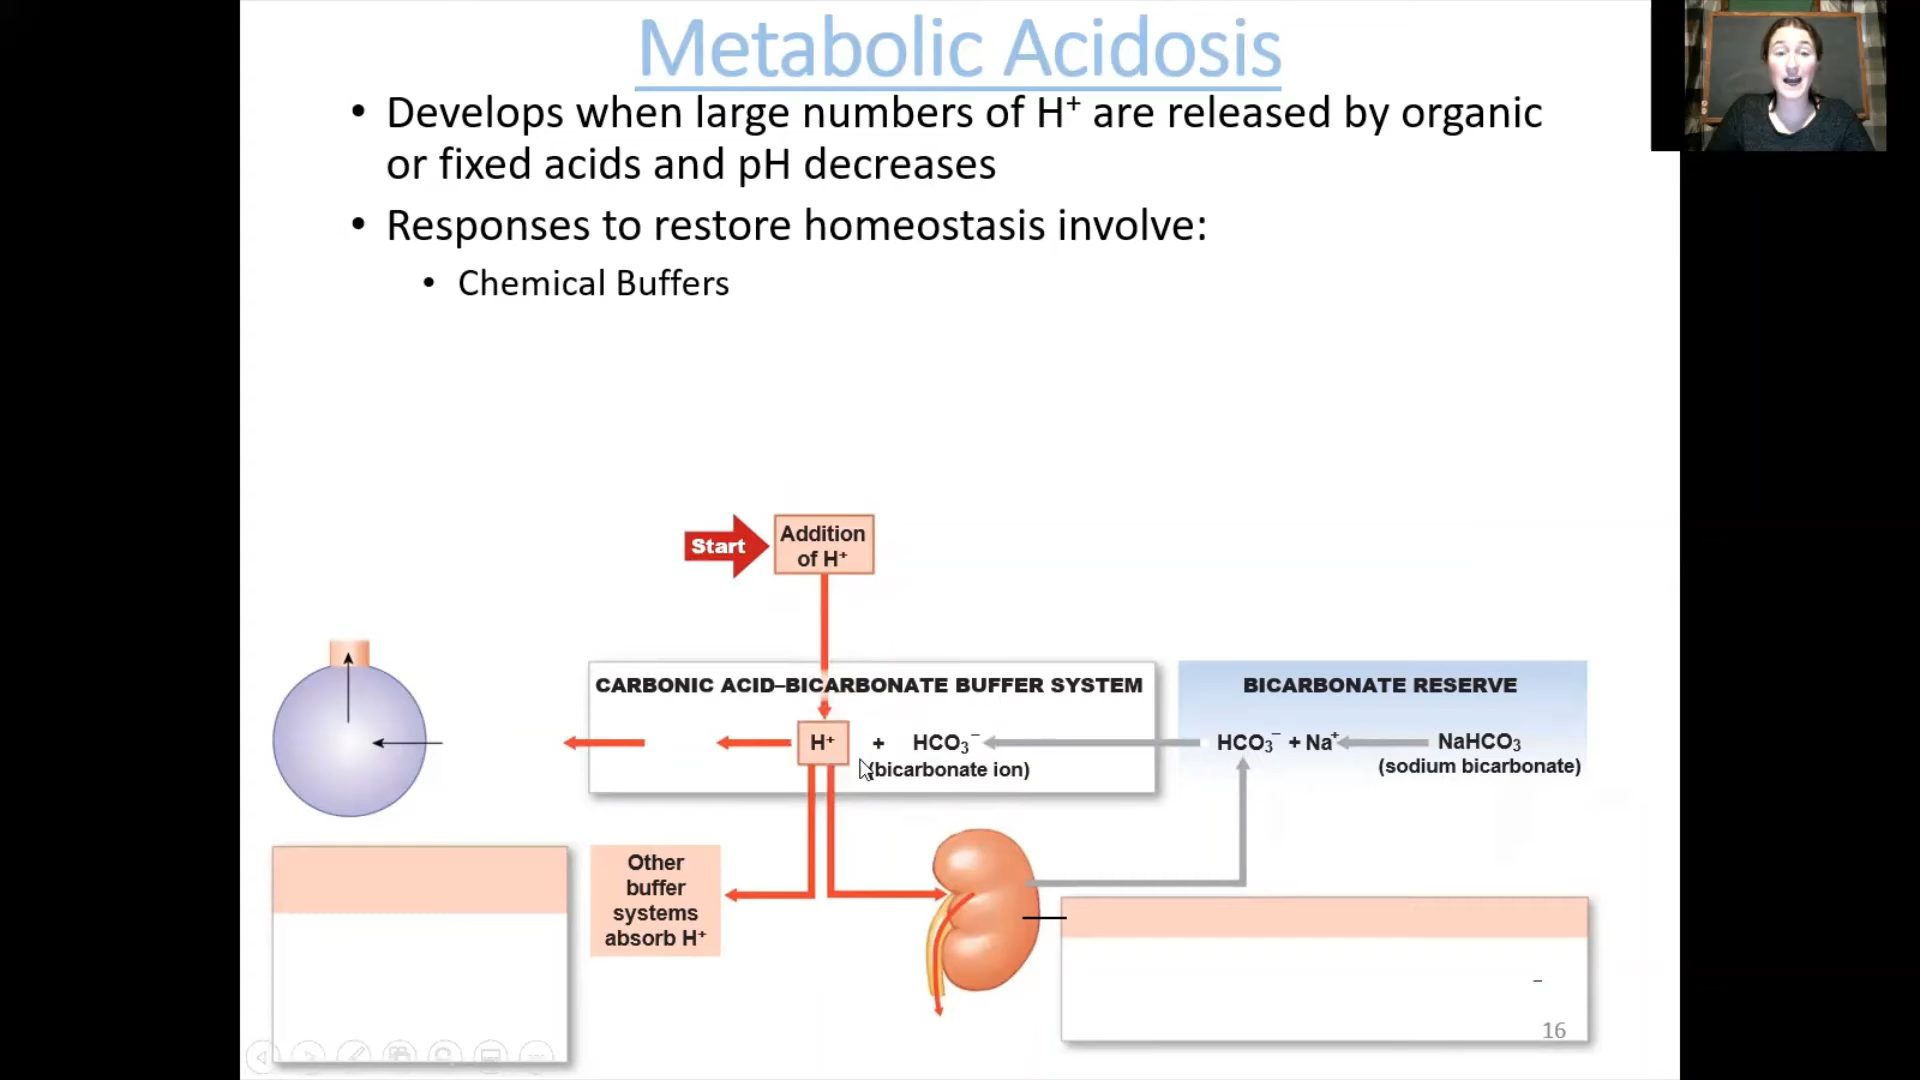 Metabolic Acidosis
• Develops when large numbers of H⁺ are released by organic
or fixed acids and pH decreases
• Responses to restore homeostasis involve:
• Chemical Buffers
Start
Addition
of H⁺
CARBONIC ACID–BICARBONATE BUFFER SYSTEM
H⁺ + HCO₃⁻
(bicarbonate ion)
BICARBONATE RESERVE
HCO₃⁻ + Na⁺ NaHCO₃
(sodium bicarbonate)
Other
buffer
systems
absorb H⁺
–
16